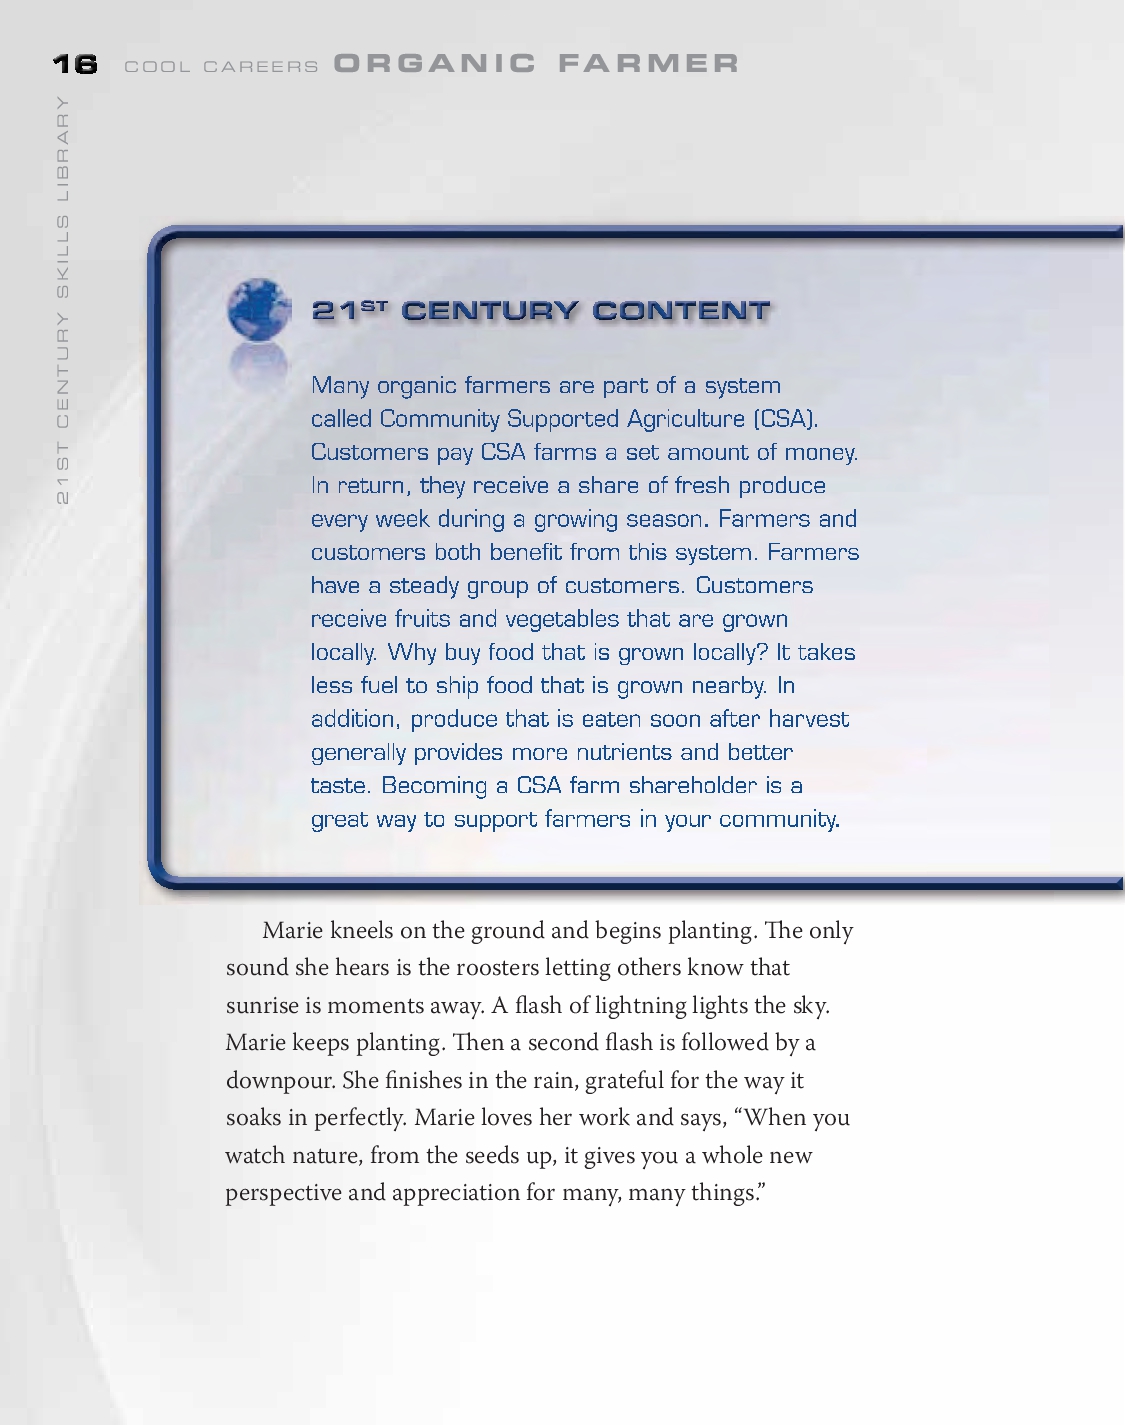 16 COOL CAREERS ORGANIC FARMER
21ST CENTURY SKILLS LIBRARY
21ST CENTURY CONTENT
Many organic farmers are part of a system
called Community Supported Agriculture (CSA).
Customers pay CSA farms a set amount of money.
In return, they receive a share of fresh produce
every week during a growing season. Farmers and
customers both benefit from this system. Farmers
have a steady group of customers. Customers
receive fruits and vegetables that are grown
locally. Why buy food that is grown locally? It takes
less fuel to ship food that is grown nearby. In
addition, produce that is eaten soon after harvest
generally provides more nutrients and better
taste. Becoming a CSA farm shareholder is a
great way to support farmers in your community.
Marie kneels on the ground and begins planting. The only
sound she hears is the roosters letting others know that
sunrise is moments away. A flash of lightning lights the sky.
Marie keeps planting. Then a second flash is followed by a
downpour. She finishes in the rain, grateful for the way it
soaks in perfectly. Marie loves her work and says, “When you
watch nature, from the seeds up, it gives you a whole new
perspective and appreciation for many, many things.”